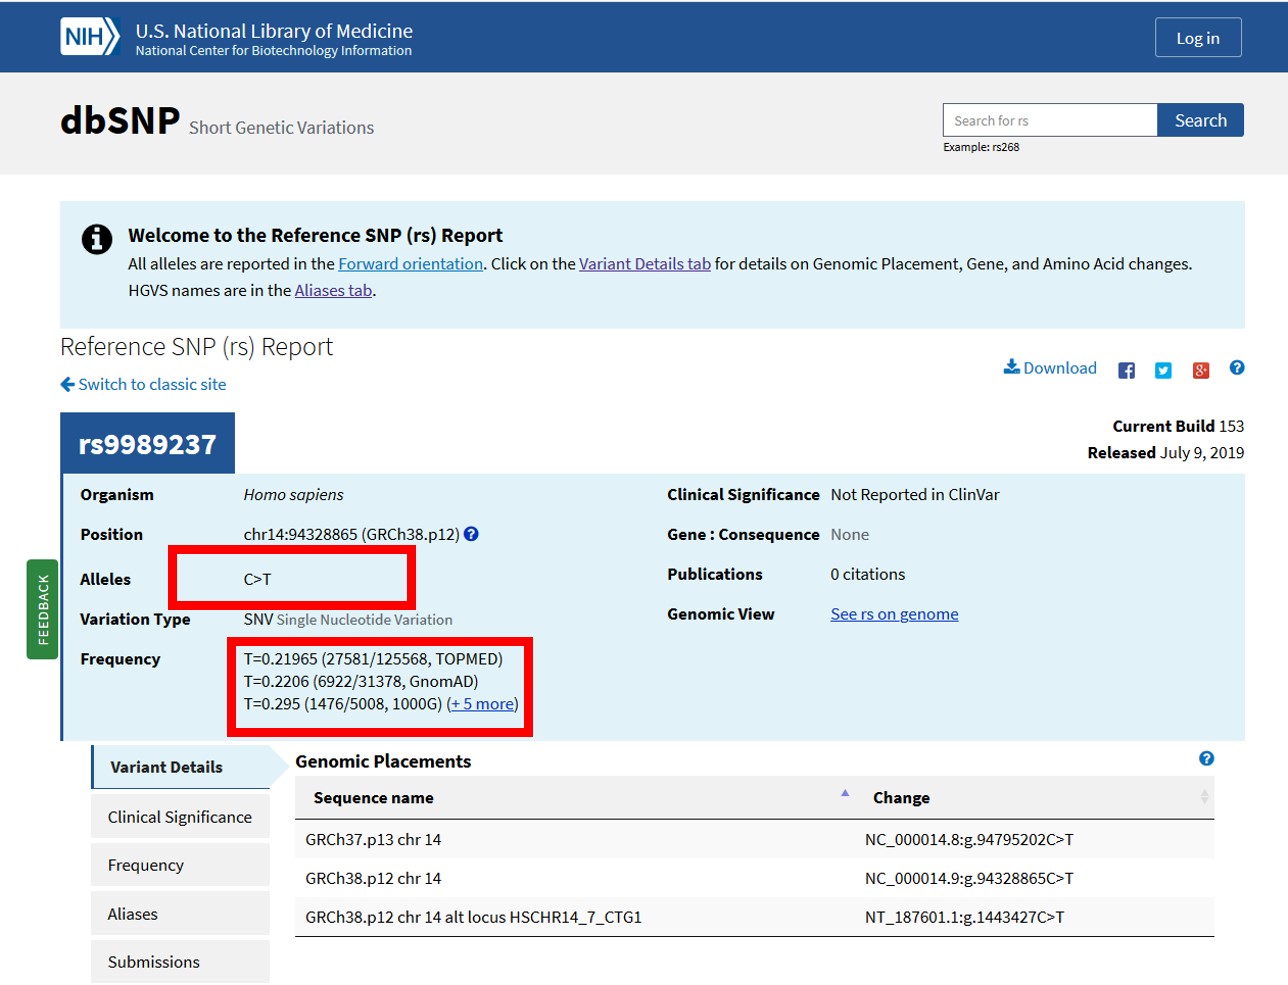 NIH
U.S. National Library of Medicine
National Center for Biotechnology Information
Log in
dbSNP Short Genetic Variations
Search for rs
Search
Example: rs268
Welcome to the Reference SNP (rs) Report
All alleles are reported in the Forward orientation. Click on the Variant Details tab for details on Genomic Placement, Gene, and Amino Acid changes.
HGVS names are in the Aliases tab.
Reference SNP (rs) Report
Switch to classic site
Download
rs9989237
Current Build 153
Released July 9, 2019
Organism Homo sapiens
Position chr14:94328865 (GRCh38.p12) ?
Alleles C>T
Variation Type SNV Single Nucleotide Variation
Frequency T=0.21965 (27581/125568, TOPMED)
T=0.2206 (6922/31378, GnomAD)
T=0.295 (1476/5008, 1000G) (+ 5 more)
Clinical Significance Not Reported in ClinVar
Gene : Consequence None
Publications 0 citations
Genomic View See rs on genome
FEEDBACK
Variant Details
Clinical Significance
Frequency
Aliases
Submissions
Genomic Placements
Sequence name Change
GRCh37.p13 chr 14 NC_000014.8:g.94795202C>T
GRCh38.p12 chr 14 NC_000014.9:g.94328865C>T
GRCh38.p12 chr 14 alt locus HSCHR14_7_CTG1 NT_187601.1:g.1443427C>T